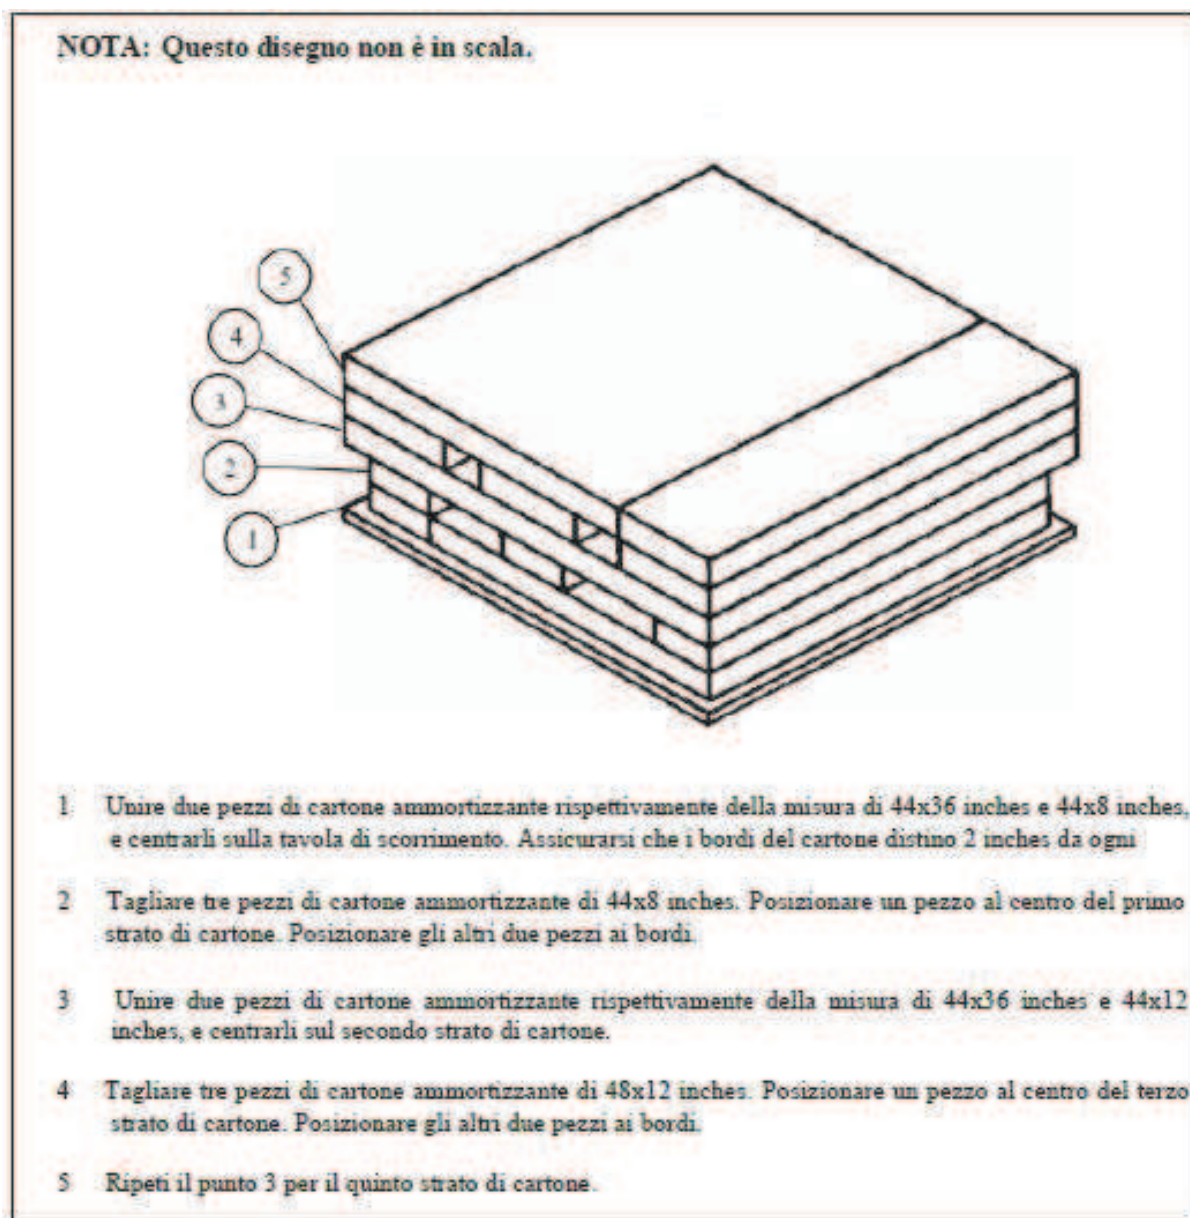 NOTA: Questo disegno non è in scala.
5
4
3
2
1
1 Unire due pezzi di cartone ammortizzante rispettivamente della misura di 44x36 inches e 44x8 inches,
e centrarli sulla tavola di scorrimento. Assicurarsi che i bordi del cartone distino 2 inches da ogni
2 Tagliare tre pezzi di cartone ammortizzante di 44x8 inches. Posizionare un pezzo al centro del primo
strato di cartone. Posizionare gli altri due pezzi ai bordi.
3 Unire due pezzi di cartone ammortizzante rispettivamente della misura di 44x36 inches e 44x12
inches, e centrarli sul secondo strato di cartone.
4 Tagliare tre pezzi di cartone ammortizzante di 48x12 inches. Posizionare un pezzo al centro del terzo
strato di cartone. Posizionare gli altri due pezzi ai bordi.
5 Ripeti il punto 3 per il quinto strato di cartone.